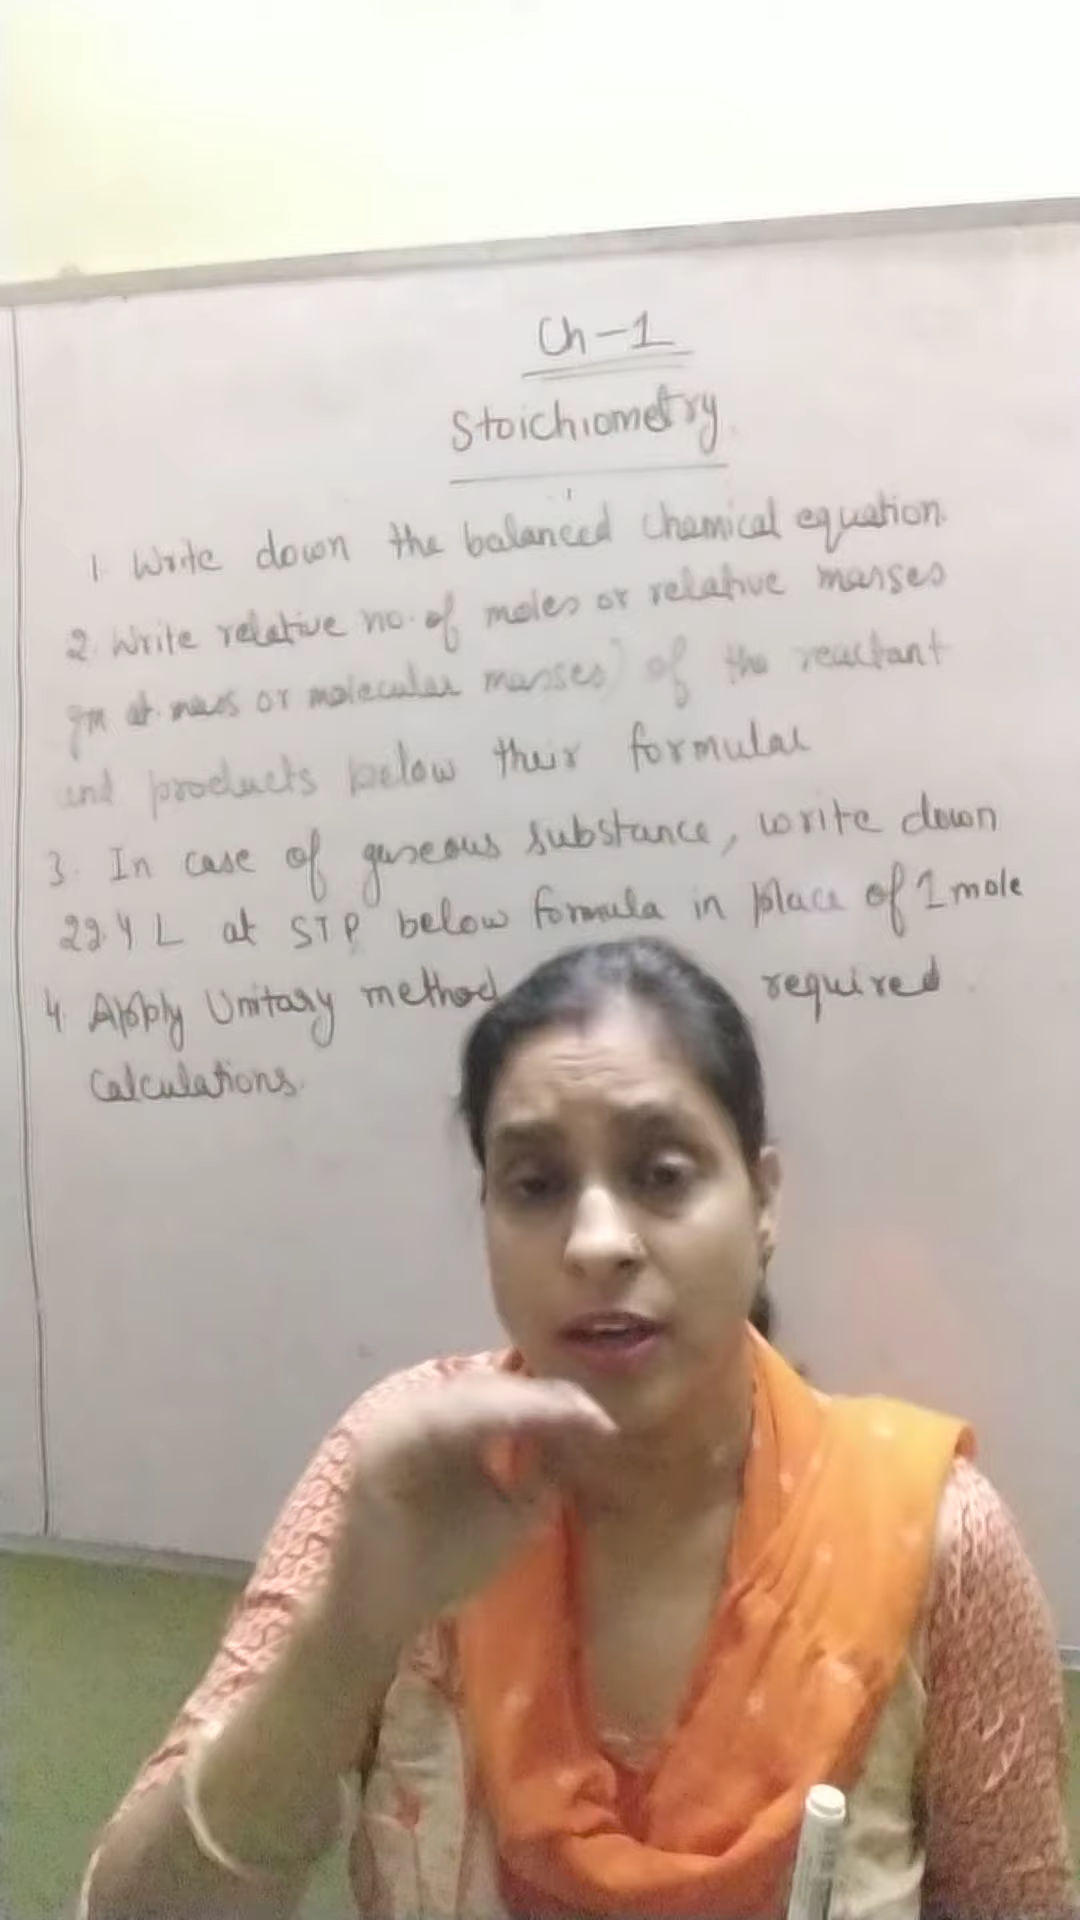 Ch-1
Stoichiometry
1. Write down the balanced chemical equation.
2. Write relative no. of moles or relative masses
gm at. mass or molecular masses) of the reactant
and products below their formulae
3. In case of gaseous substance, write down
22.4 L at STP below formula in place of 1 mole
4. Apply Unitary method required
calculations.